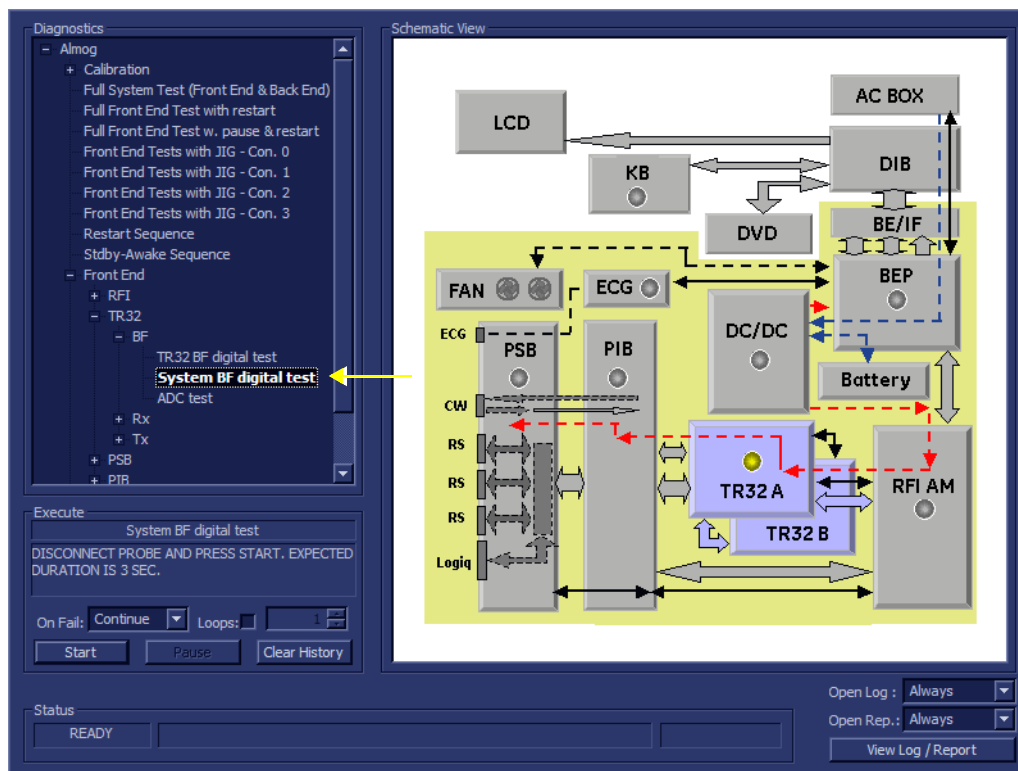 Diagnostics
Almog
Calibration
Full System Test (Front End & Back End)
Full Front End Test with restart
Full Front End Test w. pause & restart
Front End Tests with JIG - Con. 0
Front End Tests with JIG - Con. 1
Front End Tests with JIG - Con. 2
Front End Tests with JIG - Con. 3
Restart Sequence
Stdby-Awake Sequence
Front End
RFI
TR32
BF
TR32 BF digital test
System BF digital test
ADC test
Rx
Tx
PSB
PIB
Execute
System BF digital test
DISCONNECT PROBE AND PRESS START. EXPECTED
DURATION IS 3 SEC.
On Fail: Continue Loops: 1
Start Pause Clear History
Schematic View
AC BOX
LCD
DIB
KB
DVD
BE/IF
BEP
FAN
ECG
DC/DC
ECG
PSB
PIB
Battery
CW
RS
RS
RS
Logiq
TR32 A
TR32 B
RFI AM
Status
READY
Open Log : Always
Open Rep.: Always
View Log / Report